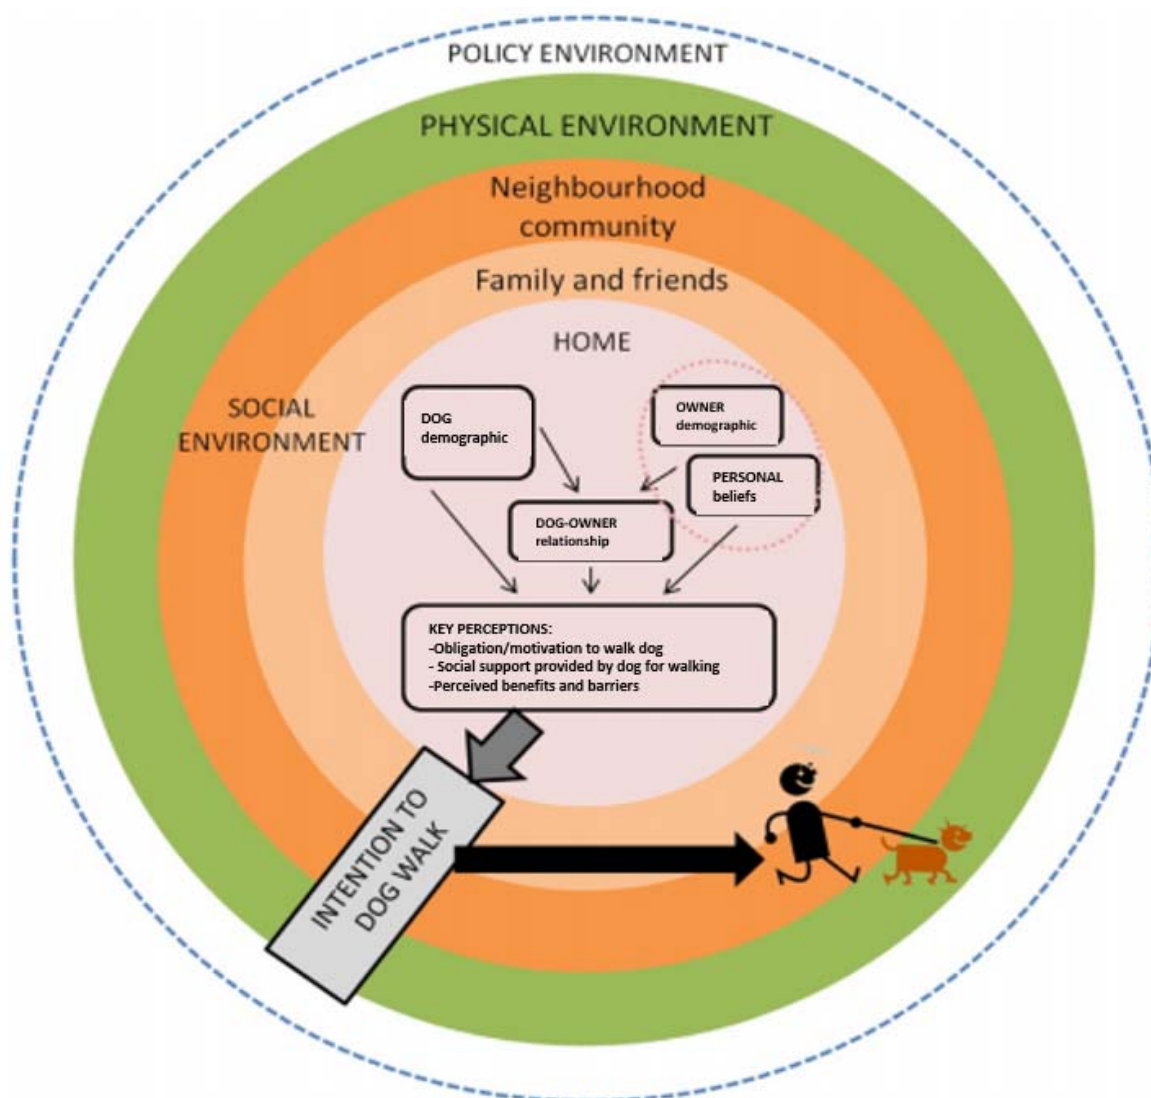 POLICY ENVIRONMENT
PHYSICAL ENVIRONMENT
Neighbourhood
community
Family and friends
HOME
SOCIAL
ENVIRONMENT
DOG
demographic
OWNER
demographic
PERSONAL
beliefs
DOG-OWNER
relationship
KEY PERCEPTIONS:
-Obligation/motivation to walk dog
- Social support provided by dog for walking
-Perceived benefits and barriers
INTENTION TO
DOG WALK